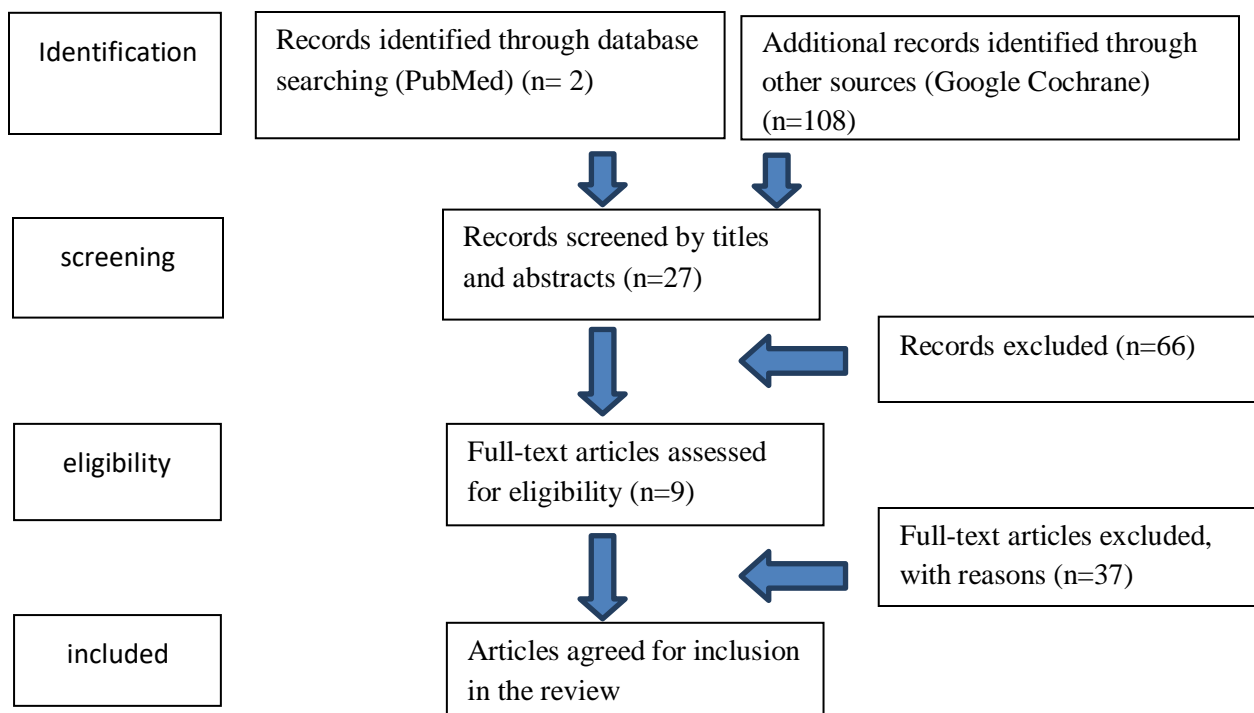 Identification
Records identified through database
searching (PubMed) (n= 2)
Additional records identified through
other sources (Google Cochrane)
(n=108)
screening
Records screened by titles
and abstracts (n=27)
Records excluded (n=66)
eligibility
Full-text articles assessed
for eligibility (n=9)
Full-text articles excluded,
with reasons (n=37)
included
Articles agreed for inclusion
in the review